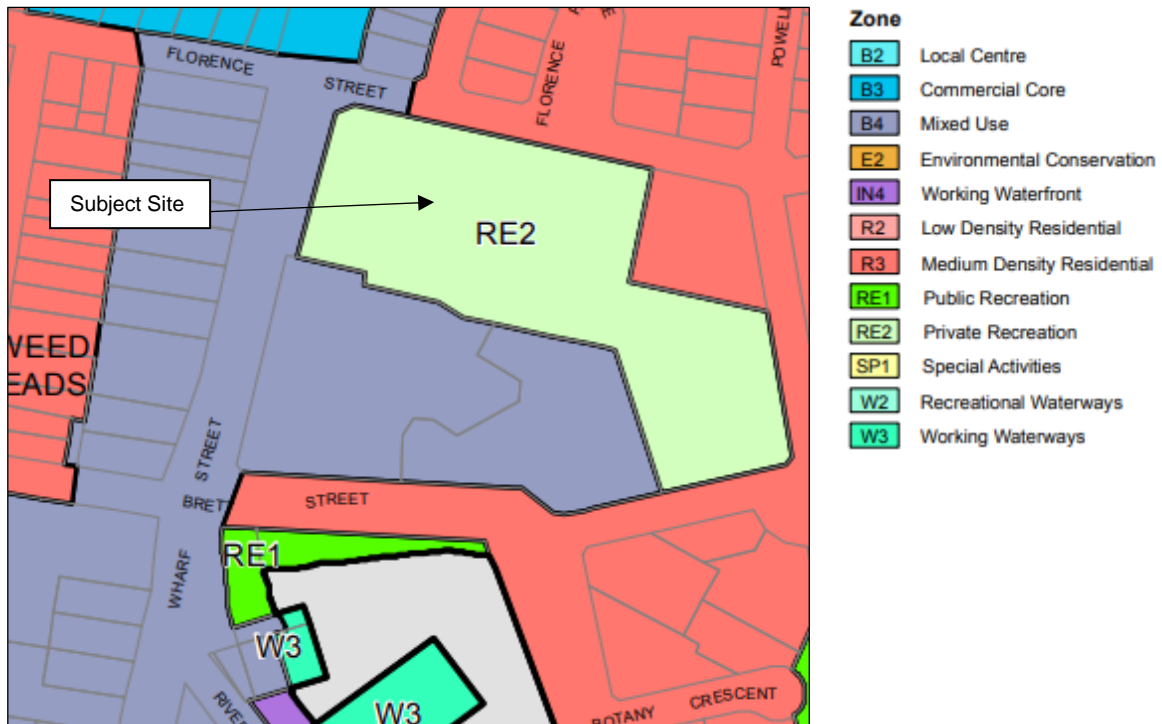 FLORENCE
STREET
FLORENCE
POWELL
Subject Site
RE2
WEED
EADS
STREET
BRET
STREET
RE1
WHARF
W3
RIVE
W3
BOTANY
CRESCENT
Zone
B2 Local Centre
B3 Commercial Core
B4 Mixed Use
E2 Environmental Conservation
IN4 Working Waterfront
R2 Low Density Residential
R3 Medium Density Residential
RE1 Public Recreation
RE2 Private Recreation
SP1 Special Activities
W2 Recreational Waterways
W3 Working Waterways